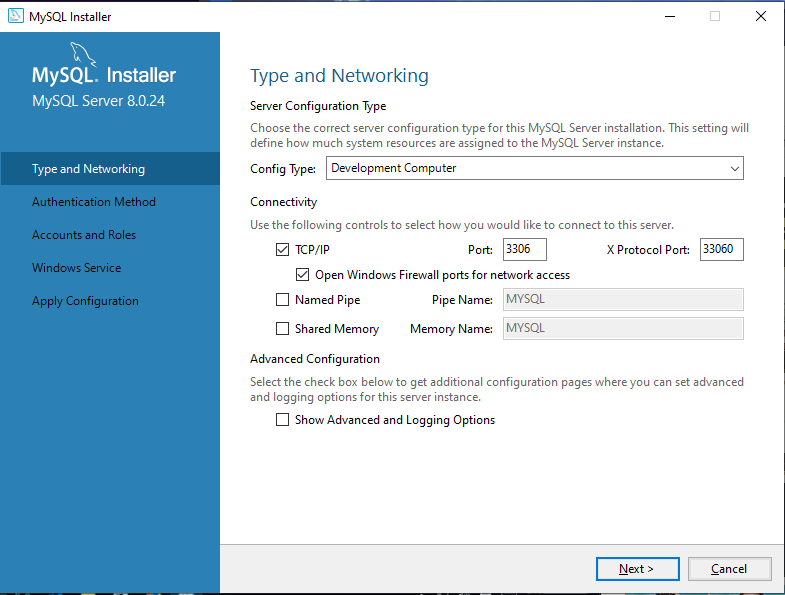 MySQL Installer
MySQL. Installer
MySQL Server 8.0.24
Type and Networking
Authentication Method
Accounts and Roles
Windows Service
Apply Configuration
Type and Networking
Server Configuration Type
Choose the correct server configuration type for this MySQL Server installation. This setting will
define how much system resources are assigned to the MySQL Server instance.
Config Type: Development Computer
Connectivity
Use the following controls to select how you would like to connect to this server.
TCP/IP Port: 3306 X Protocol Port: 33060
Open Windows Firewall ports for network access
Named Pipe Pipe Name: MYSQL
Shared Memory Memory Name: MYSQL
Advanced Configuration
Select the check box below to get additional configuration pages where you can set advanced
and logging options for this server instance.
Show Advanced and Logging Options
Next > Cancel